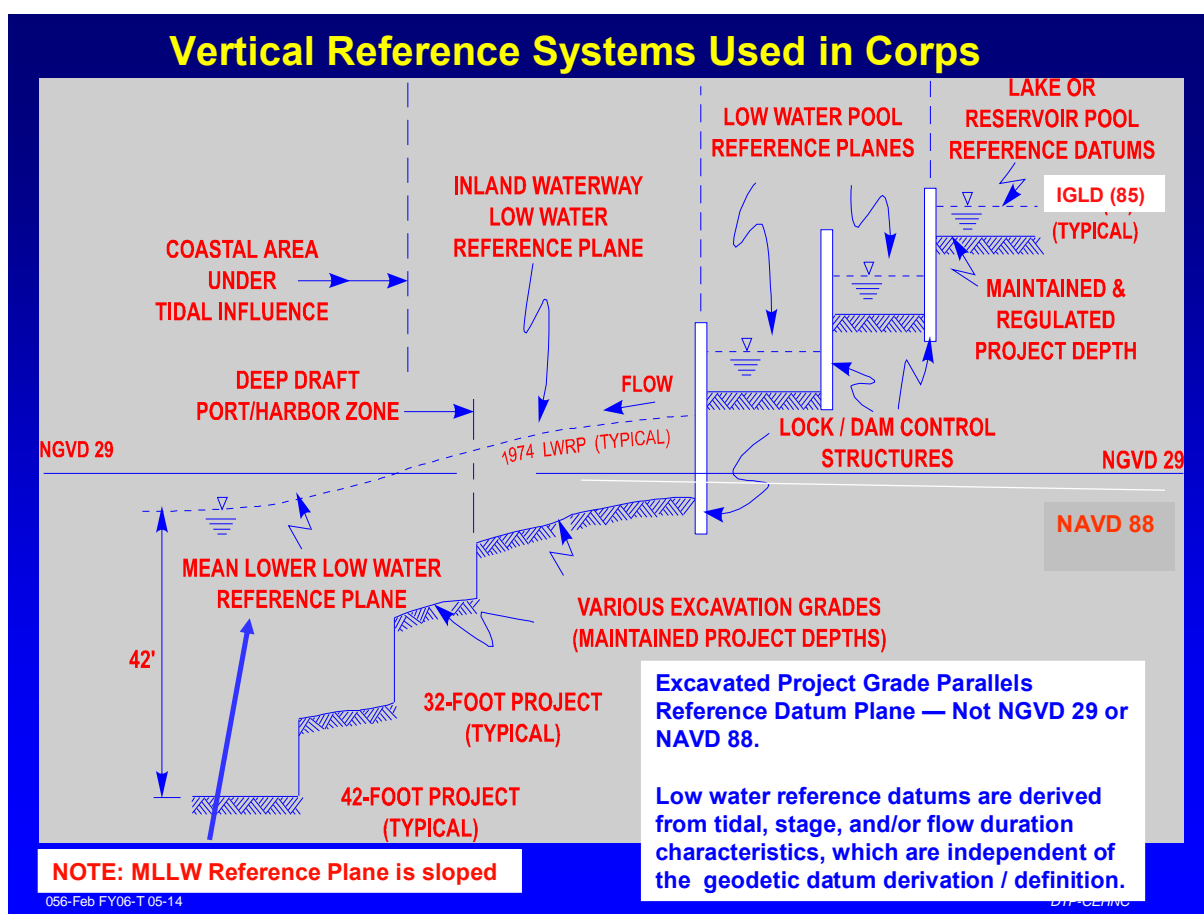 Vertical Reference Systems Used in Corps
LAKE OR
RESERVOIR POOL
REFERENCE DATUMS
LOW WATER POOL
REFERENCE PLANES
IGLD (85)
(TYPICAL)
INLAND WATERWAY
LOW WATER
REFERENCE PLANE
COASTAL AREA
UNDER
TIDAL INFLUENCE
MAINTAINED &
REGULATED
PROJECT DEPTH
DEEP DRAFT
PORT/HARBOR ZONE
FLOW
1974 LWRP (TYPICAL)
LOCK / DAM CONTROL
STRUCTURES
NGVD 29
NGVD 29
NAVD 88
MEAN LOWER LOW WATER
REFERENCE PLANE
VARIOUS EXCAVATION GRADES
(MAINTAINED PROJECT DEPTHS)
42'
32-FOOT PROJECT
(TYPICAL)
42-FOOT PROJECT
(TYPICAL)
Excavated Project Grade Parallels
Reference Datum Plane — Not NGVD 29 or
NAVD 88.
Low water reference datums are derived
from tidal, stage, and/or flow duration
characteristics, which are independent of
the geodetic datum derivation / definition.
NOTE: MLLW Reference Plane is sloped
056-Feb FY06-T 05-14